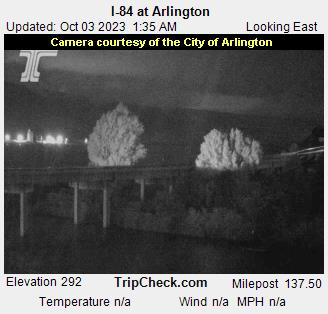 I-84 at Arlington
Updated: Oct 03 2023 1:35 AM Looking East
Camera courtesy of the City of Arlington
Elevation 292 TripCheck.com Milepost 137.50
Temperature n/a Wind n/a MPH n/a